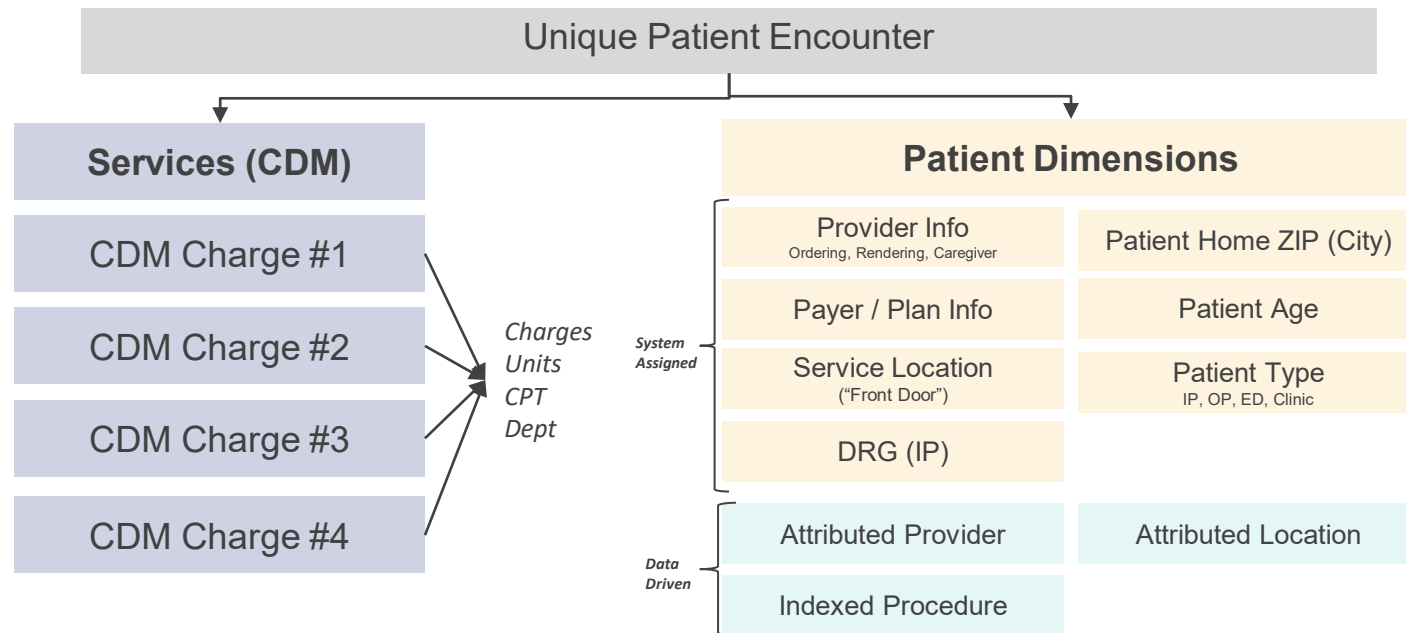 Unique Patient Encounter
Services (CDM)
CDM Charge #1
CDM Charge #2
CDM Charge #3
CDM Charge #4
Charges
Units
CPT
Dept
Patient Dimensions
System
Assigned
Provider Info
Ordering, Rendering, Caregiver
Patient Home ZIP (City)
Payer / Plan Info
Patient Age
Service Location
(“Front Door”)
Patient Type
IP, OP, ED, Clinic
DRG (IP)
Data
Driven
Attributed Provider
Attributed Location
Indexed Procedure